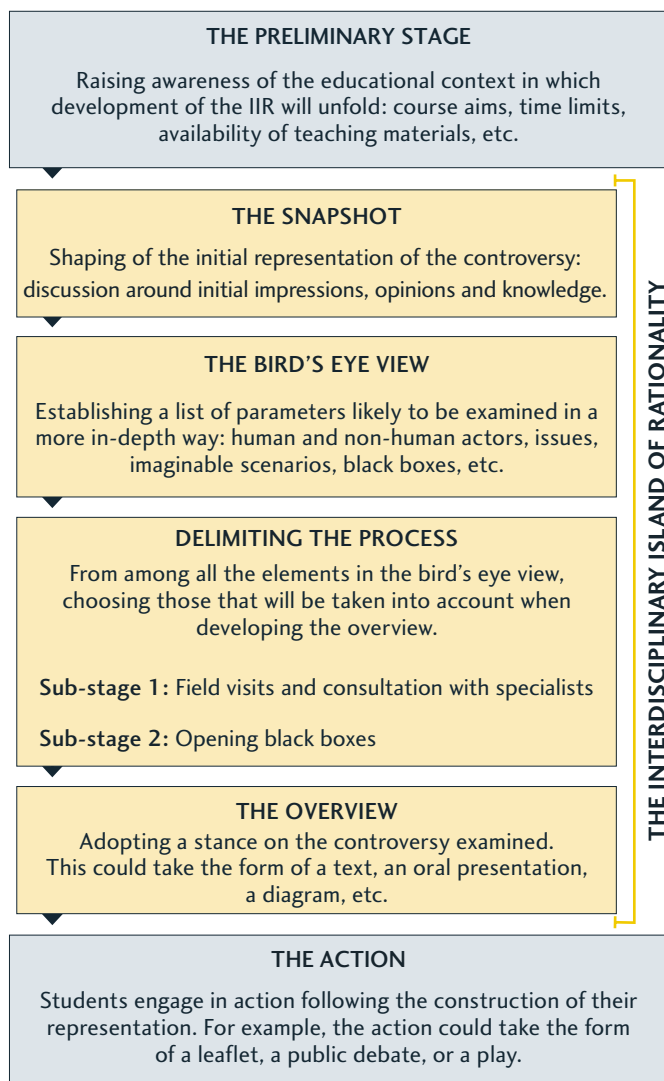 THE PRELIMINARY STAGE
Raising awareness of the educational context in which
development of the IIR will unfold: course aims, time limits,
availability of teaching materials, etc.
THE SNAPSHOT
Shaping of the initial representation of the controversy:
discussion around initial impressions, opinions and knowledge.
THE BIRD’S EYE VIEW
Establishing a list of parameters likely to be examined in a
more in-depth way: human and non-human actors, issues,
imaginable scenarios, black boxes, etc.
DELIMITING THE PROCESS
From among all the elements in the bird’s eye view,
choosing those that will be taken into account when
developing the overview.
Sub-stage 1: Field visits and consultation with specialists
Sub-stage 2: Opening black boxes
THE OVERVIEW
Adopting a stance on the controversy examined.
This could take the form of a text, an oral presentation,
a diagram, etc.
THE ACTION
Students engage in action following the construction of their
representation. For example, the action could take the form
of a leaflet, a public debate, or a play.
THE INTERDISCIPLINARY ISLAND OF RATIONALITY